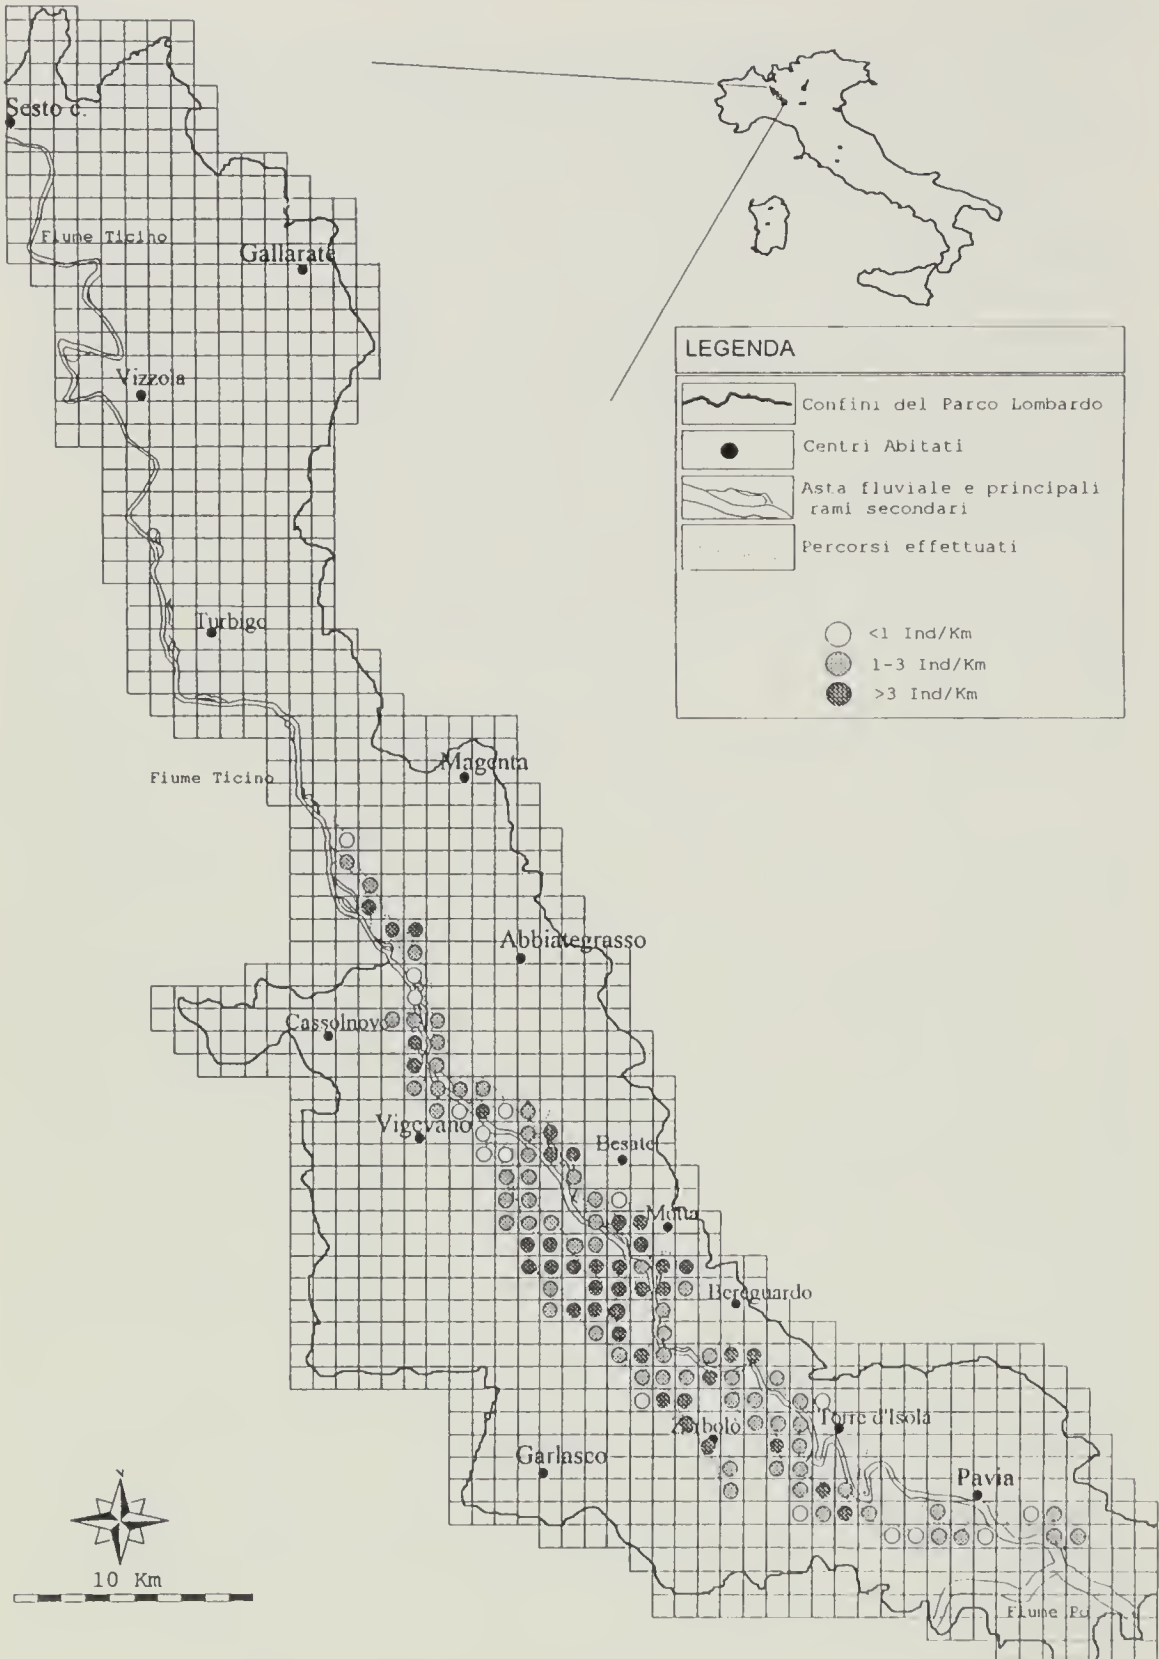 Sesto c.
Fiume Ticino
Gallarate
LEGENDA
Confini del Parco Lombardo
Vizzola
Centri Abitati
Asta fluviale e principali
rami secondari
Percorsi effettuati
Turbigo
<1 Ind/Km
1-3 Ind/Km
>3 Ind/Km
Magenta
Fiume Ticino
Abbiategrasso
Cassolnovo
Vigevano
Besate
Motta
Bereguardo
Torre d'Isola
Zerbolò
Garlasco
Pavia
N
10 Km
Fiume Po